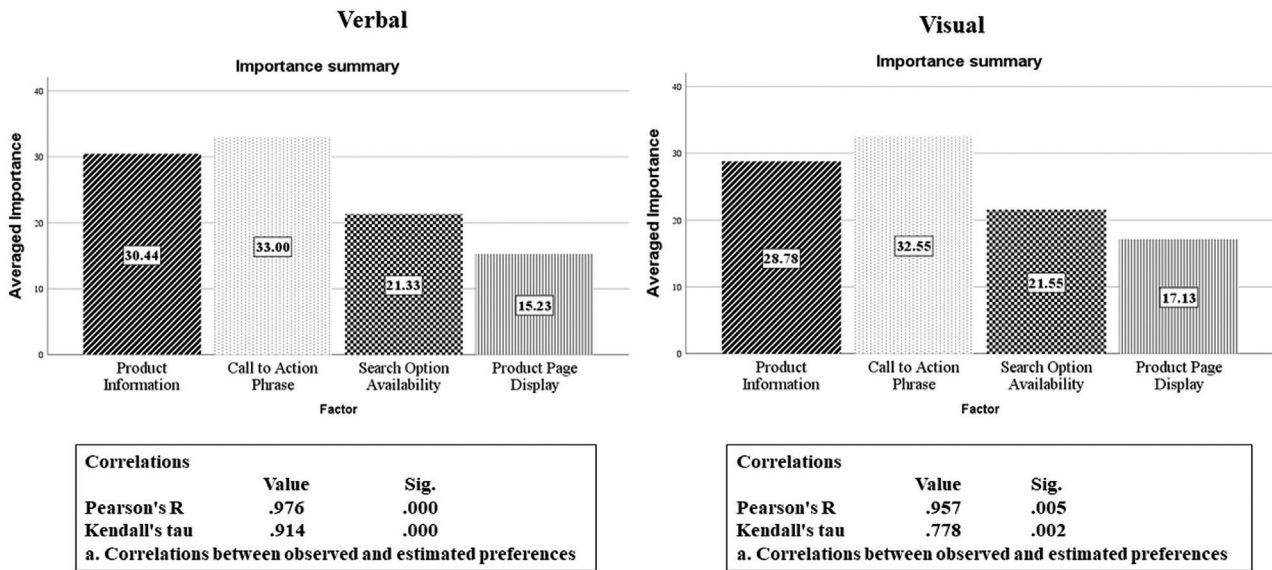 Verbal
Importance summary
Averaged Importance
40
30
20
10
0
30.44
33.00
21.33
15.23
Product Information
Call to Action Phrase
Search Option Availability
Product Page Display
Factor
Correlations
Value Sig.
Pearson's R .976 .000
Kendall's tau .914 .000
a. Correlations between observed and estimated preferences
Visual
Importance summary
Averaged Importance
40
30
20
10
0
28.78
32.55
21.55
17.13
Product Information
Call to Action Phrase
Search Option Availability
Product Page Display
Factor
Correlations
Value Sig.
Pearson's R .957 .005
Kendall's tau .778 .002
a. Correlations between observed and estimated preferences